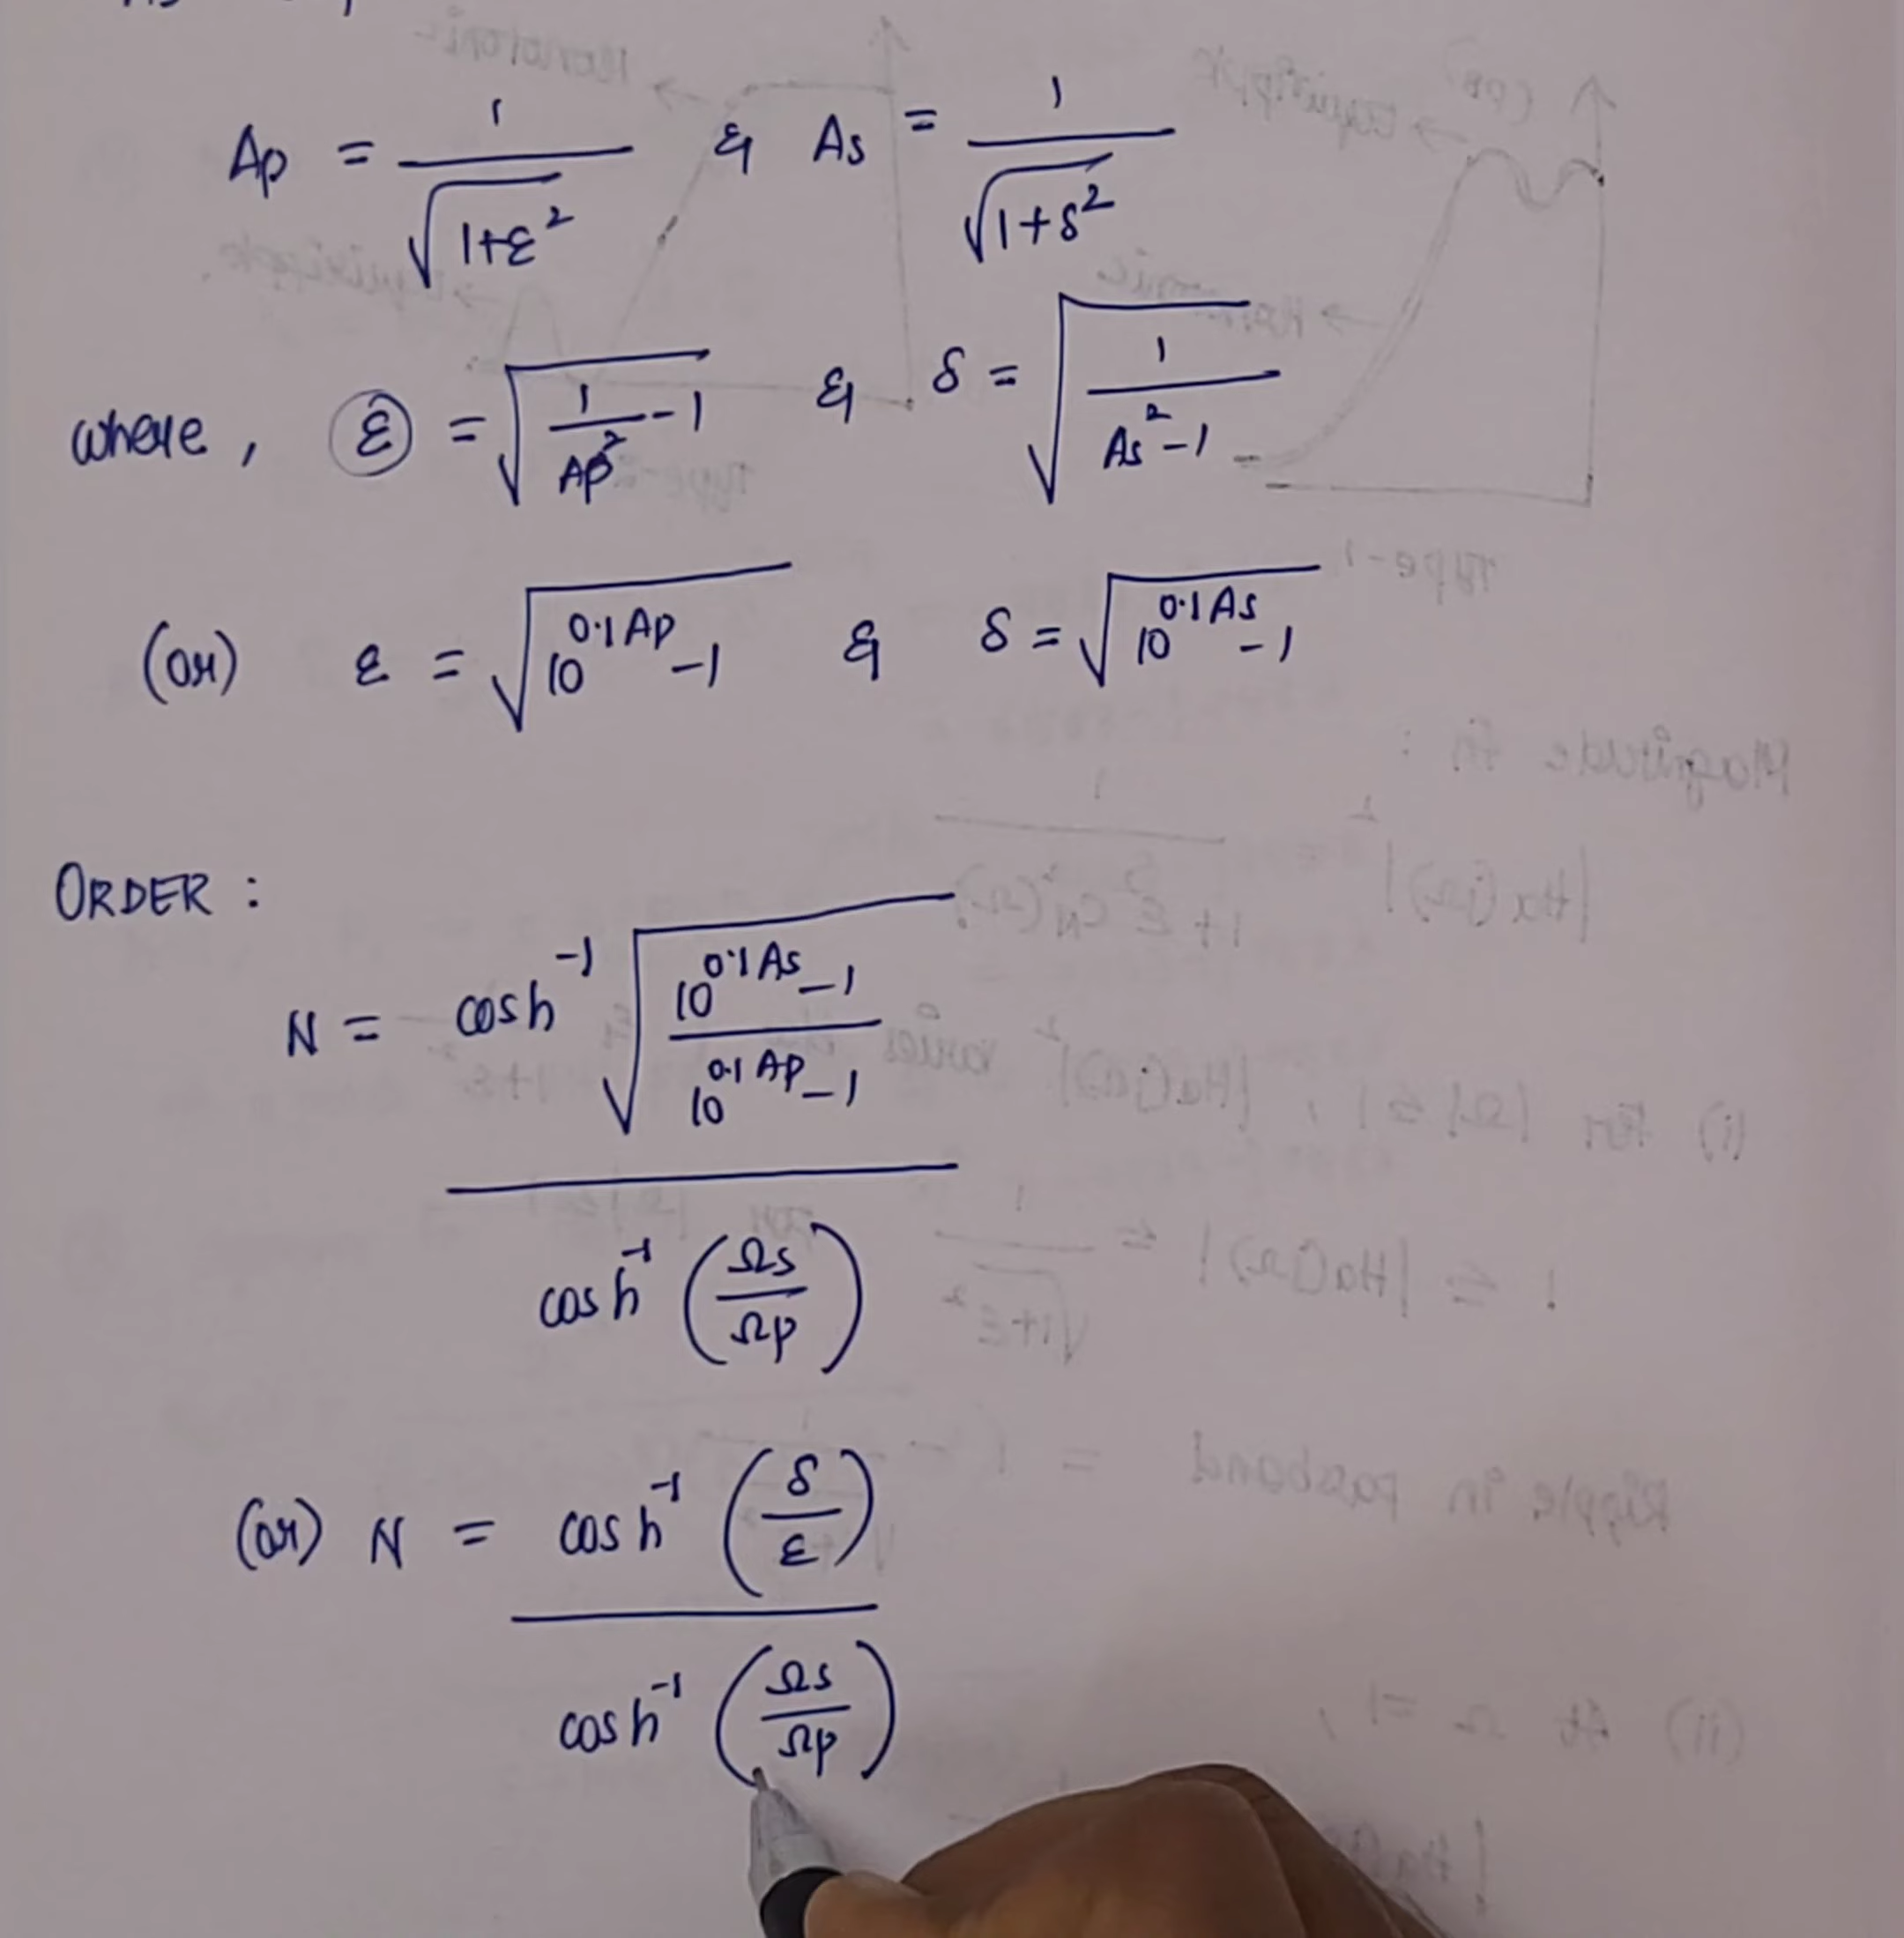 Ap = 1/√(1+ε²) & As = 1/√(1+δ²)
where, ε = √(1/Ap² - 1) & δ = √(1/(As² - 1))
(or) ε = √(10^(0.1Ap) - 1) & δ = √(10^(0.1As) - 1)
ORDER :
N = cosh⁻¹ √((10^(0.1As) - 1)/(10^(0.1Ap) - 1)) / cosh⁻¹ (Ωs/Ωp)
(or) N = cosh⁻¹ (δ/ε) / cosh⁻¹ (Ωs/Ωp)